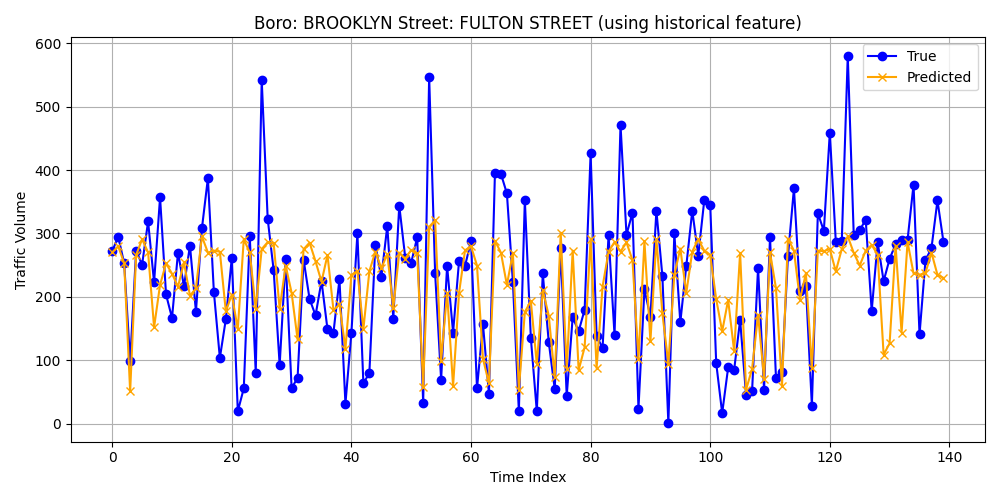 Boro: BROOKLYN Street: FULTON STREET (using historical feature)
True
Predicted
Traffic Volume
600
500
400
300
200
100
0
0 20 40 60 80 100 120 140
Time Index